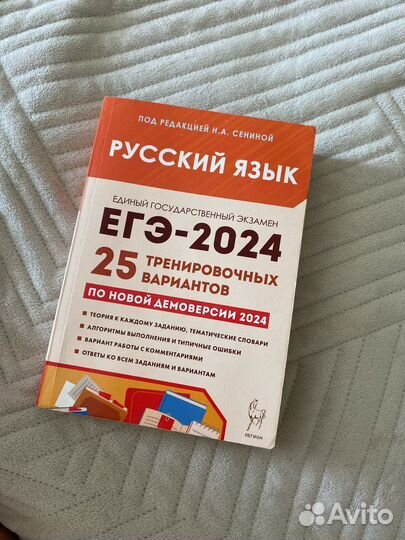 ПОД РЕДАКЦИЕЙ Н.А. СЕНИНОЙ
РУССКИЙ ЯЗЫК
ЕДИНЫЙ ГОСУДАРСТВЕННЫЙ ЭКЗАМЕН
ЕГЭ-2024
25 ТРЕНИРОВОЧНЫХ
ВАРИАНТОВ
ПО НОВОЙ ДЕМОВЕРСИИ 2024
ТЕОРИЯ К КАЖДОМУ ЗАДАНИЮ, ТЕМАТИЧЕСКИЕ СЛОВАРИ
АЛГОРИТМЫ ВЫПОЛНЕНИЯ И ТИПИЧНЫЕ ОШИБКИ
ВАРИАНТ РАБОТЫ С КОММЕНТАРИЯМИ
ОТВЕТЫ КО ВСЕМ ЗАДАНИЯМ И ВАРИАНТАМ
ЛЕГИОН
Avito